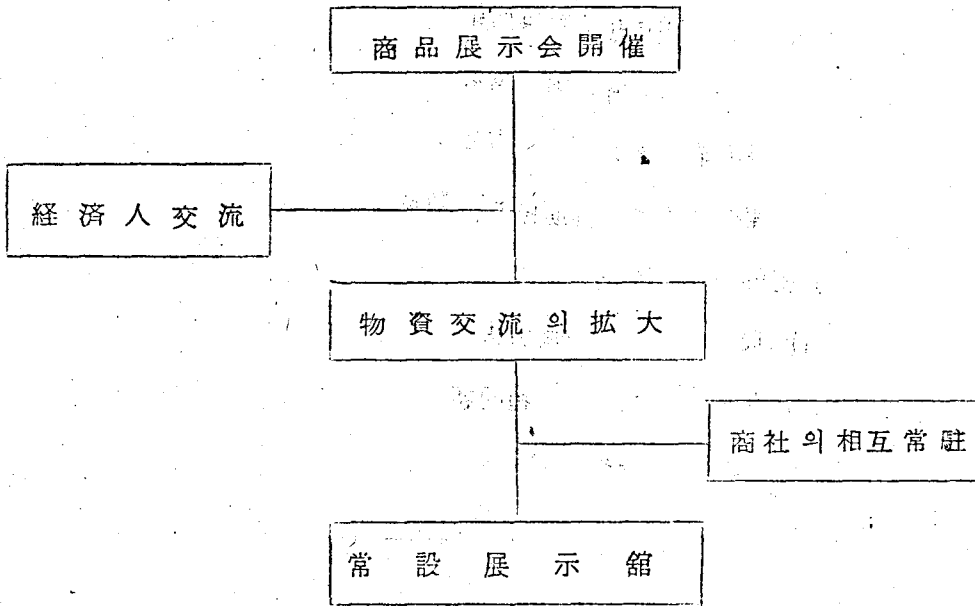 商品展示会開催
経済人交流
物資交流의拡大
商社의相互常駐
常設展示舘